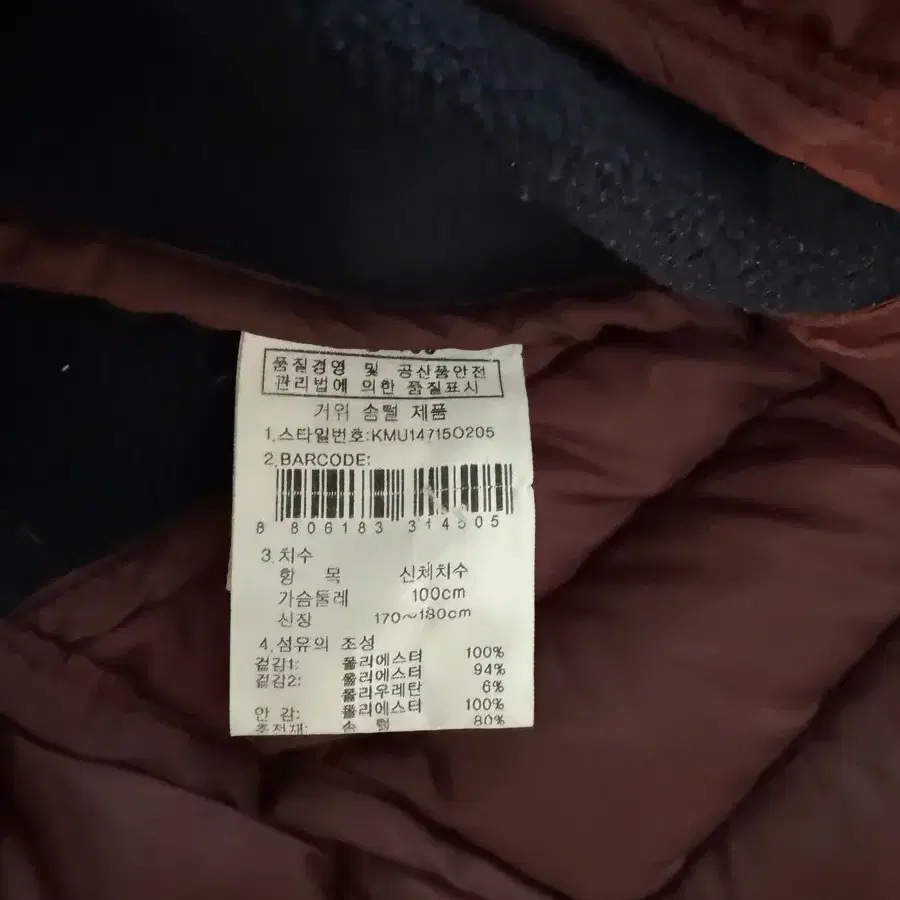 품질경영 및 공산품안전
관리법에 의한 품질표시
거위 솜털 제품
1.스타일번호:KMU14715O205
2.BARCODE:
8 806183 314505
3.치수
항 목 신체치수
가슴둘레 100cm
신장 170~180cm
4.섬유의 조성
겉감1: 폴리에스터 100%
겉감2: 폴리에스터 94%
폴리우레탄 6%
안 감: 폴리에스터 100%
충전재: 솜 털 80%